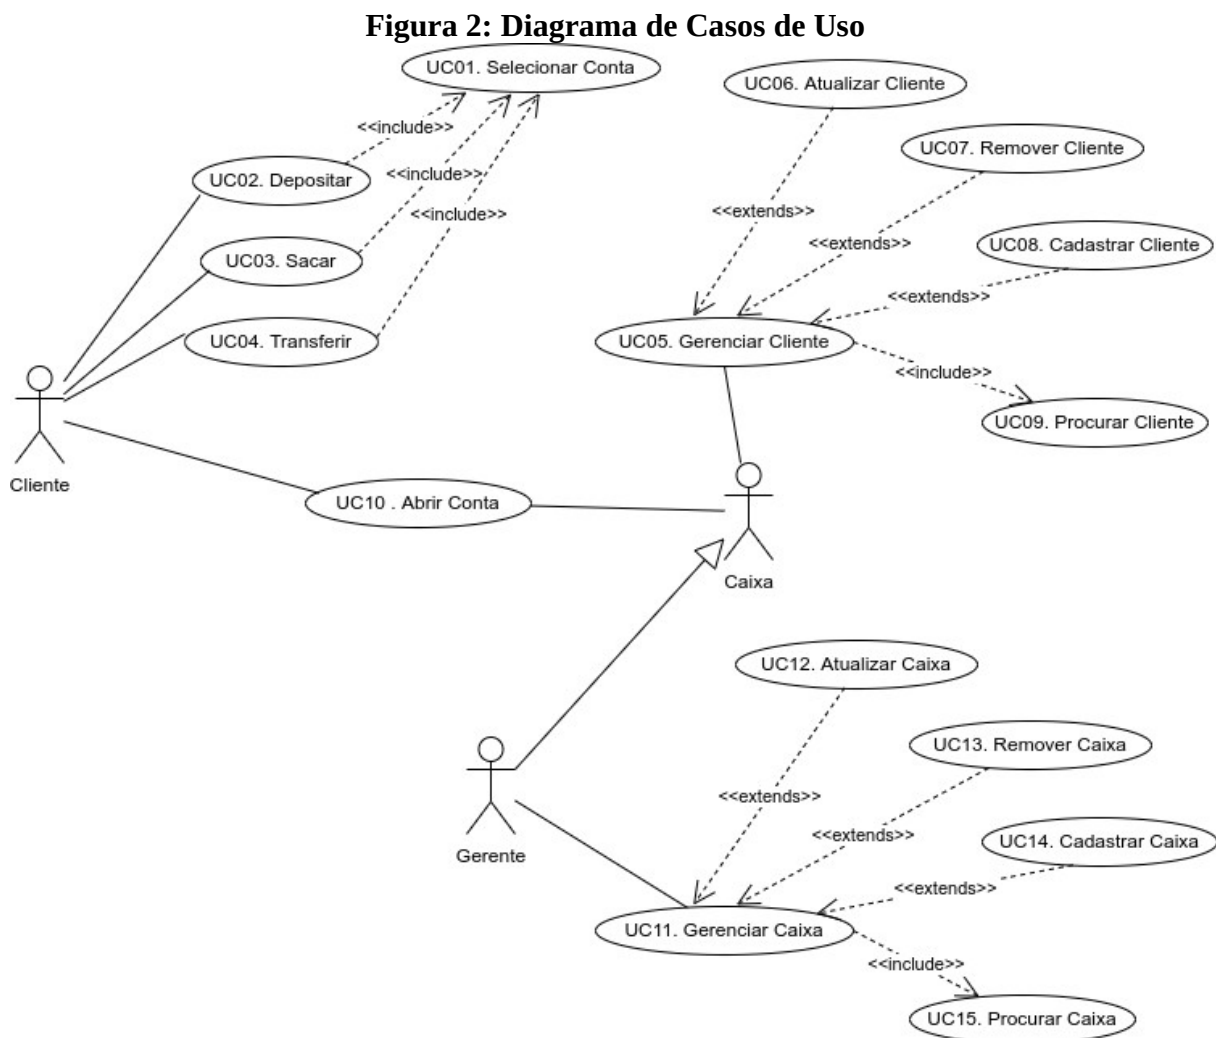 Figura 2: Diagrama de Casos de Uso
UC01. Selecionar Conta
UC06. Atualizar Cliente
<<include>>
UC07. Remover Cliente
UC02. Depositar
<<include>>
<<include>>
<<extends>>
<<extends>>
UC08. Cadastrar Cliente
UC03. Sacar
<<extends>>
UC04. Transferir
UC05. Gerenciar Cliente
<<include>>
UC09. Procurar Cliente
Cliente
UC10 . Abrir Conta
Caixa
UC12. Atualizar Caixa
UC13. Remover Caixa
<<extends>>
<<extends>>
UC14. Cadastrar Caixa
Gerente
<<extends>>
UC11. Gerenciar Caixa
<<include>>
UC15. Procurar Caixa